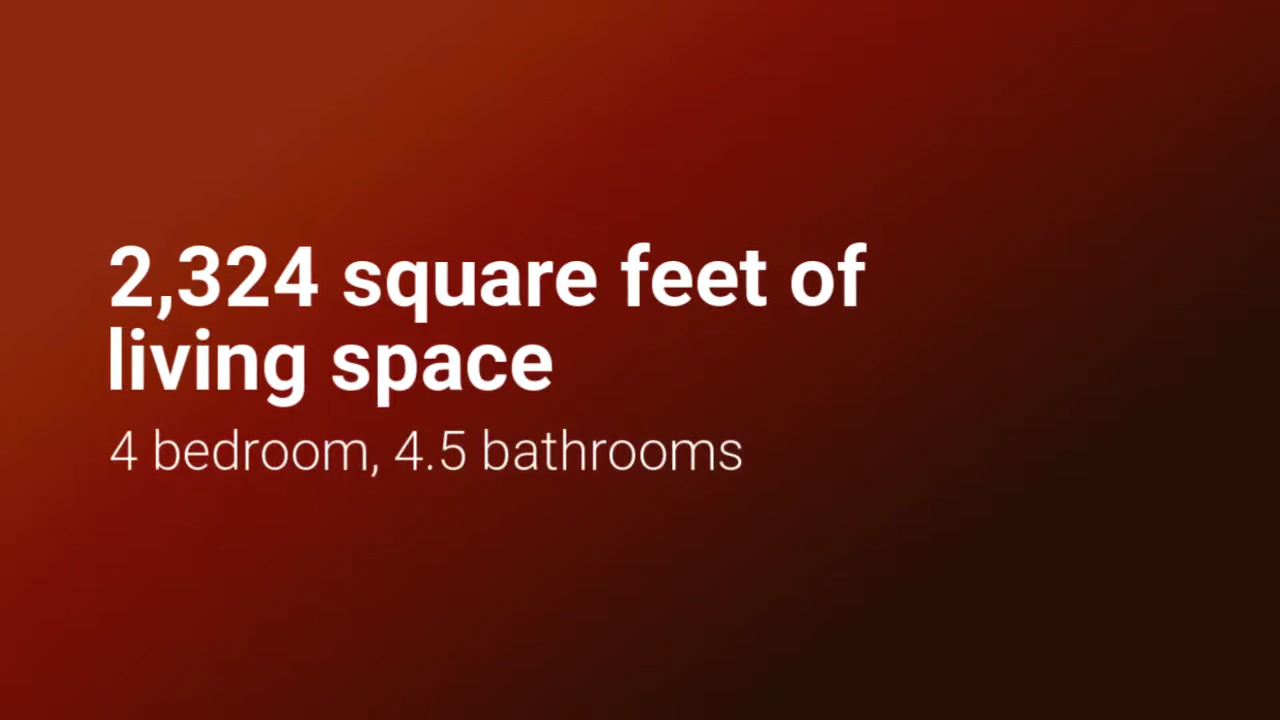 2,324 square feet of
living space
4 bedroom, 4.5 bathrooms